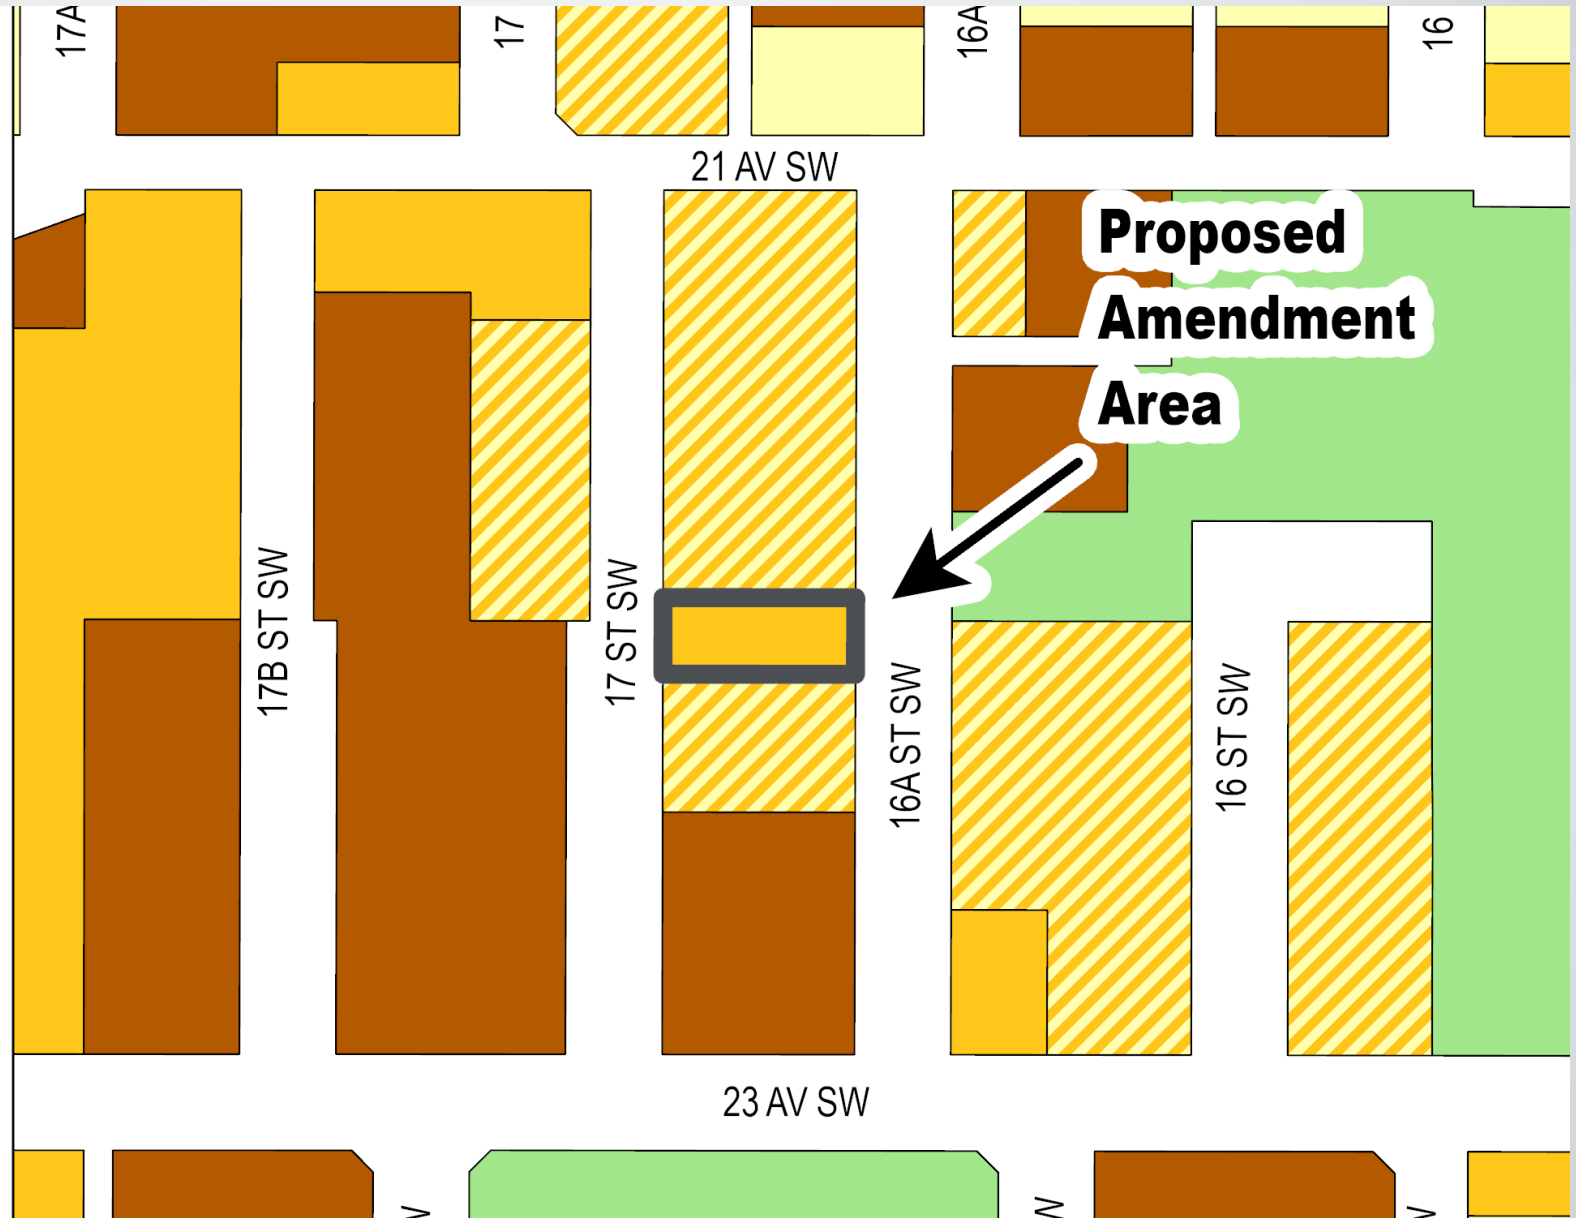 17A
17
16A
16
21 AV SW
Proposed
Amendment
Area
17B ST SW
17 ST SW
16A ST SW
16 ST SW
23 AV SW
W
W
W